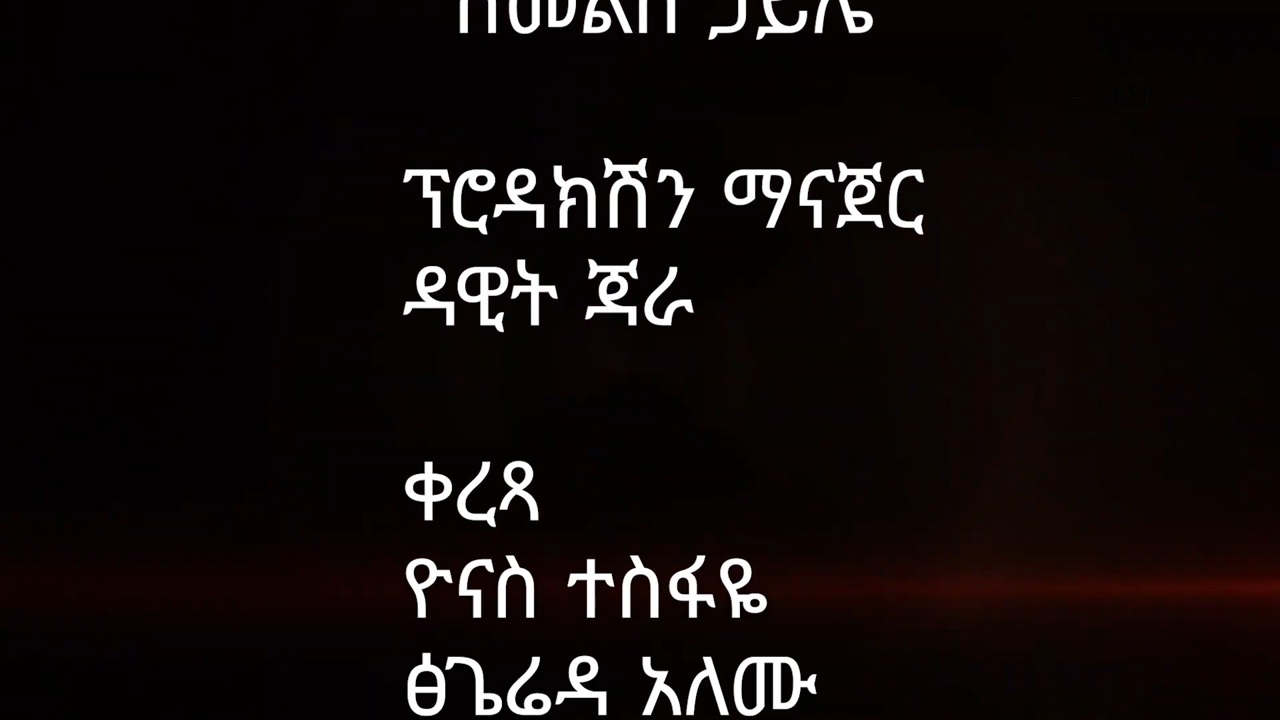 ፕሮዳክሽን ማናጀር
ዳዊት ጃራ
ቀረጻ
ዮናስ ተስፋዬ
ፅጌሬዳ አለሙ